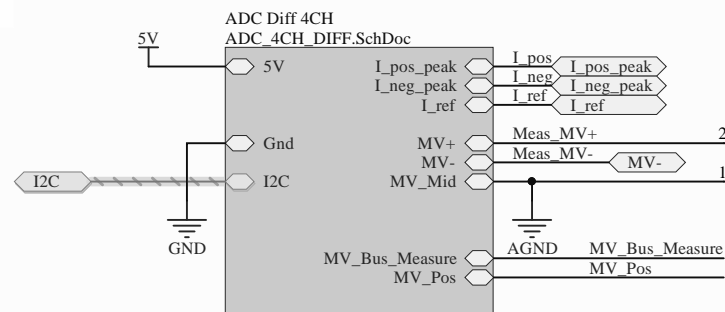 ADC Diff 4CH
ADC_4CH_DIFF.SchDoc
5V
5V I_pos_peak I_pos I_pos_peak
I_neg_peak I_neg I_neg_peak
I_ref I_ref I_ref
Gnd MV+ Meas_MV+ 2
MV- Meas_MV- MV-
I2C I2C MV_Mid 1
GND AGND
MV_Bus_Measure MV_Bus_Measure
MV_Pos MV_Pos